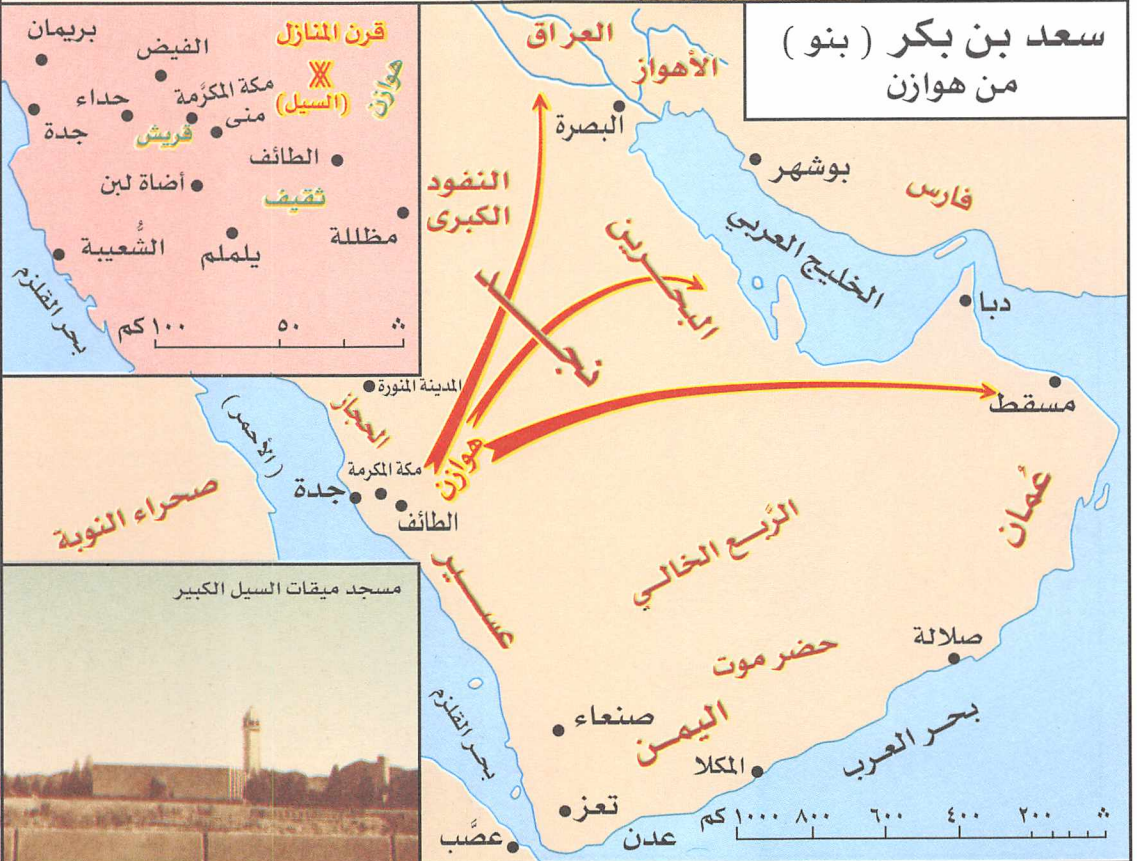 سعد بن بكر ( بنو )
من هوازن
بريمان
الفيض
قرن المنازل
(السيل)
هوازن
حداء
مكة المكرَّمة
منى
جدة
قريش
الطائف
أضاة لبن
ثقيف
مظللة
يلملم
الشُّعيبة
بحر القلزم
١٠٠ كم
٥٠
العراق
الأهواز
البصرة
بوشهر
فارس
النفود
الكبرى
البحرين
الخليج العربي
دبا
نجد
مسقط
المدينة المنورة
الحجاز
(الأحمر)
هوازن
مكة المكرمة
جدة
الطائف
صحراء النوبة
عُمان
الرَّبع الخالي
عسير
صلالة
حضر موت
مسجد ميقات السيل الكبير
صنعاء
اليمن
بحر القلزم
المكلا
بحر العرب
تعز
عدن
عصَّب
١٠٠٠ كم
٨٠٠
٦٠٠
٤٠٠
٢٠٠